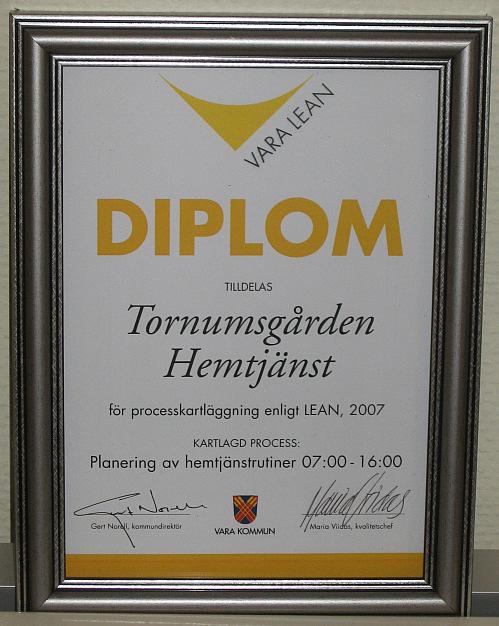 VARA LEAN
DIPLOM
TILLDELAS
Tornumsgården
Hemtjänst
för processkartläggning enligt LEAN, 2007
KARTLAGD PROCESS:
Planering av hemtjänstrutiner 07:00 - 16:00
Gert Norell, kommundirektör
VARA KOMMUN
Maria Viidas, kvalitetschef